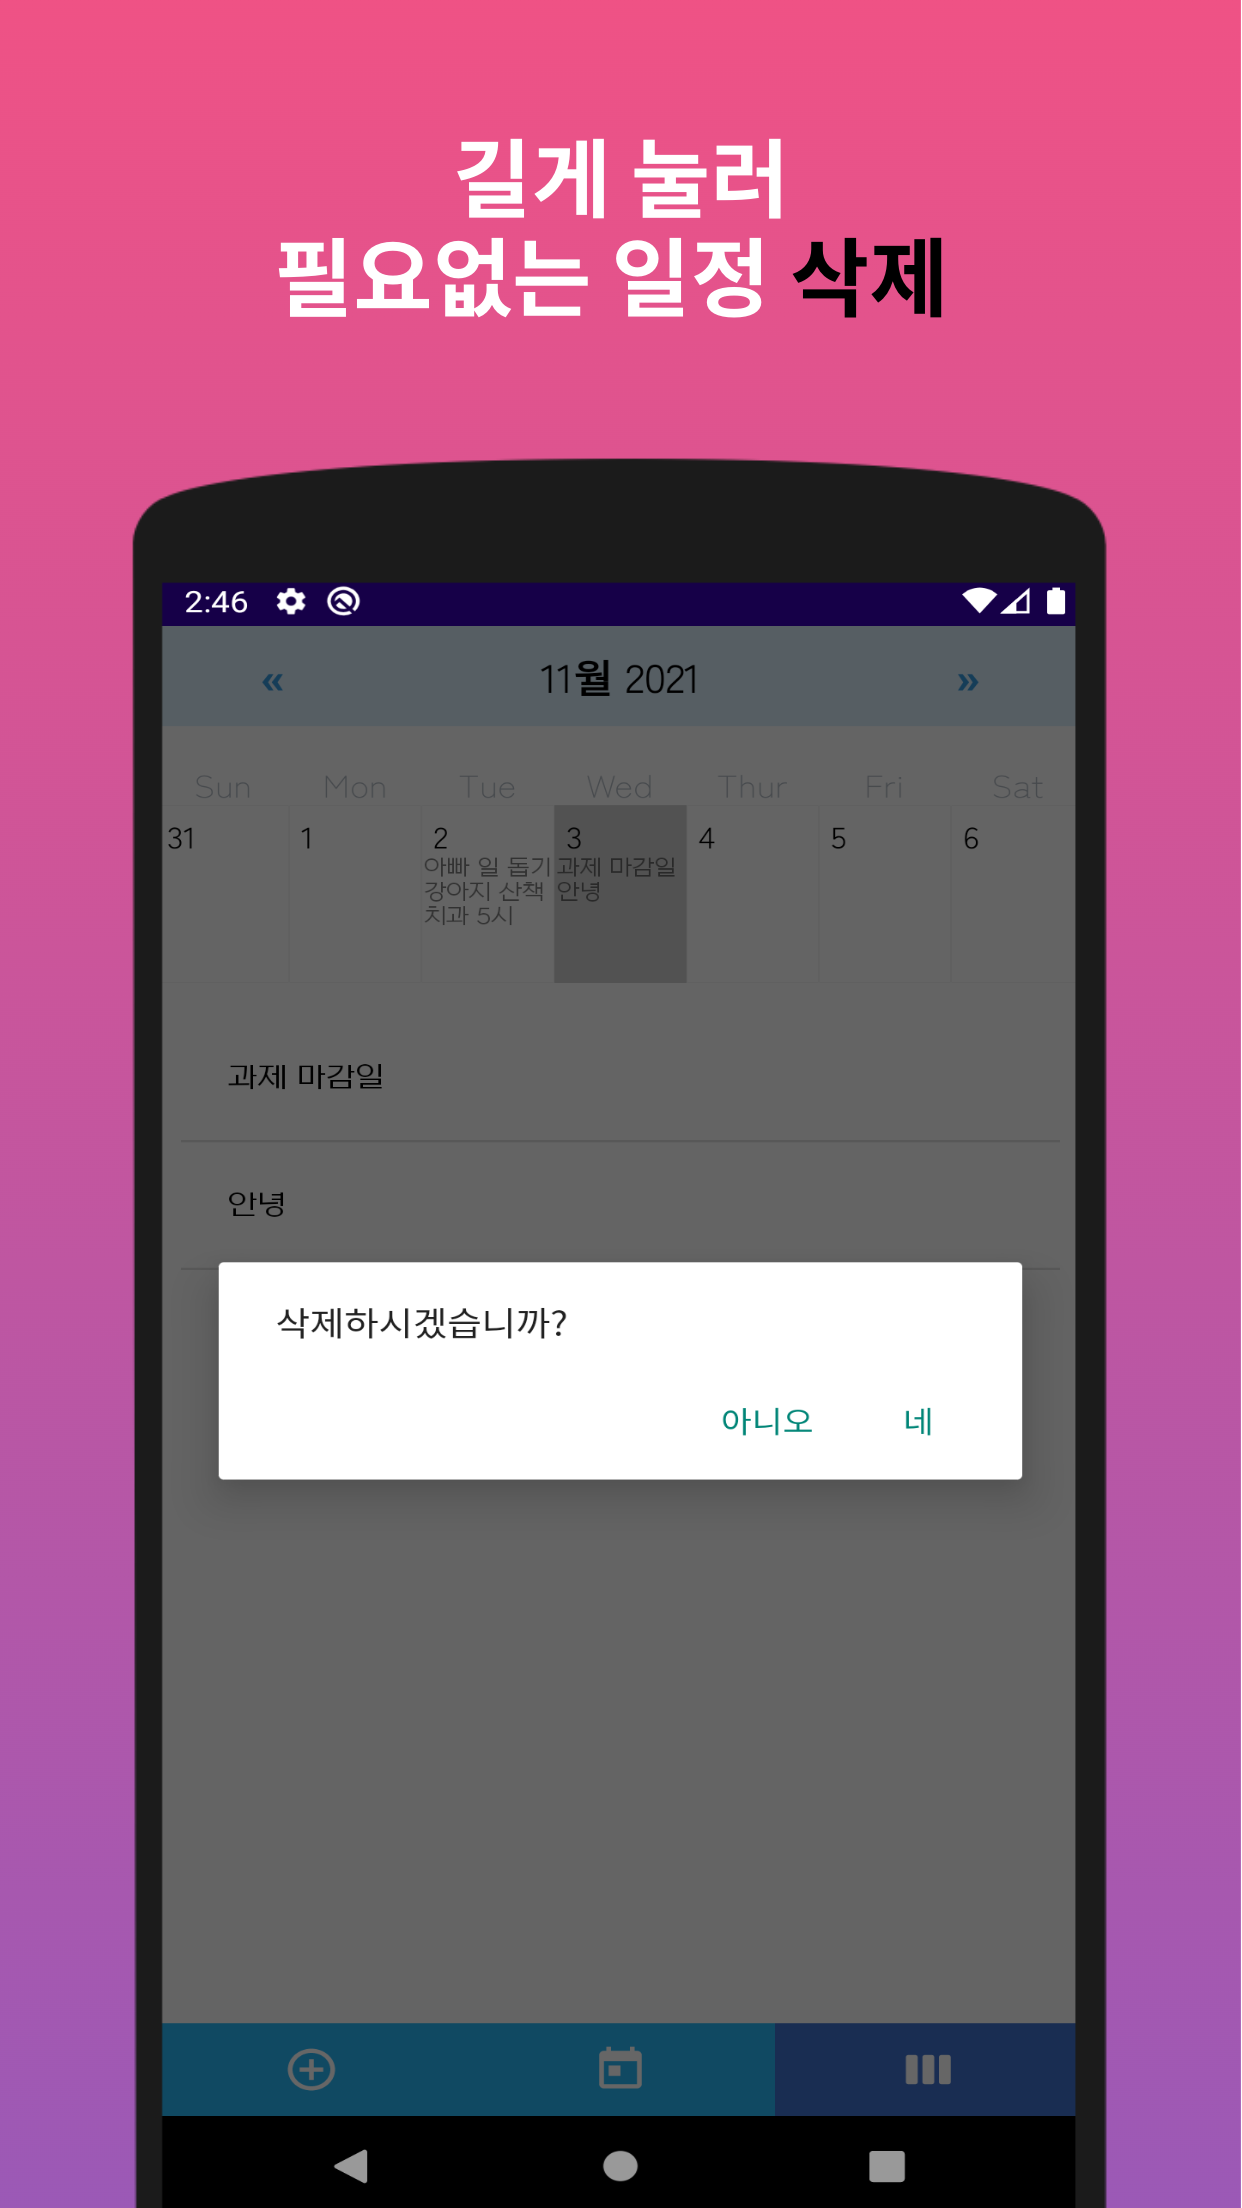 길게 눌러
필요없는 일정 삭제
2:46
« 11월 2021 »
Sun Mon Tue Wed Thur Fri Sat
31 1 2 3 4 5 6
아빠 일 돕기
강아지 산책
치과 5시
과제 마감일
안녕
과제 마감일
안녕
삭제하시겠습니까?
아니오 네